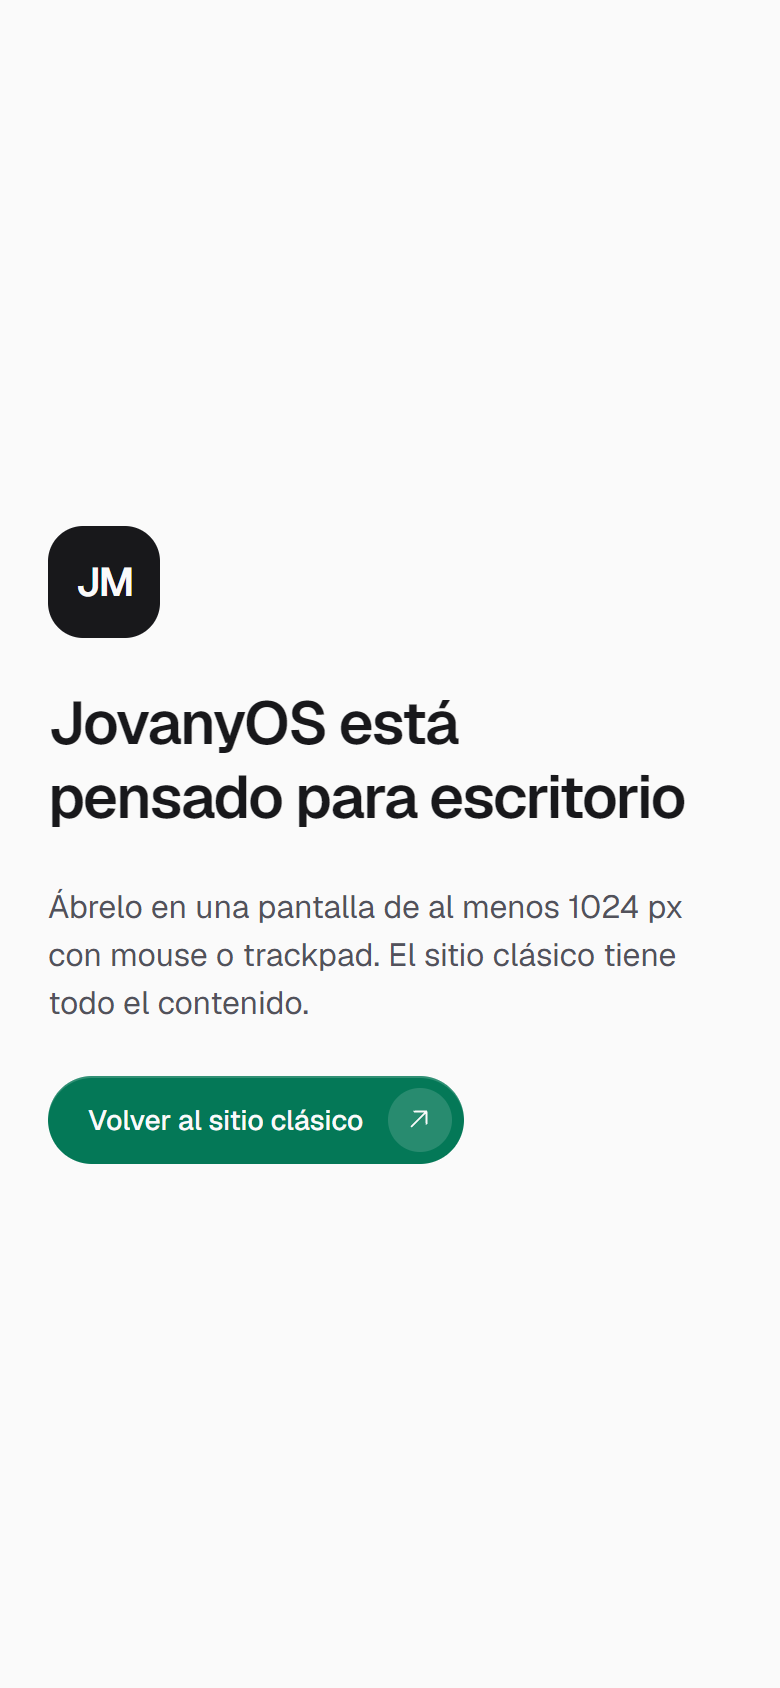 JM
JovanyOS está
pensado para escritorio
Ábrelo en una pantalla de al menos 1024 px
con mouse o trackpad. El sitio clásico tiene
todo el contenido.
Volver al sitio clásico